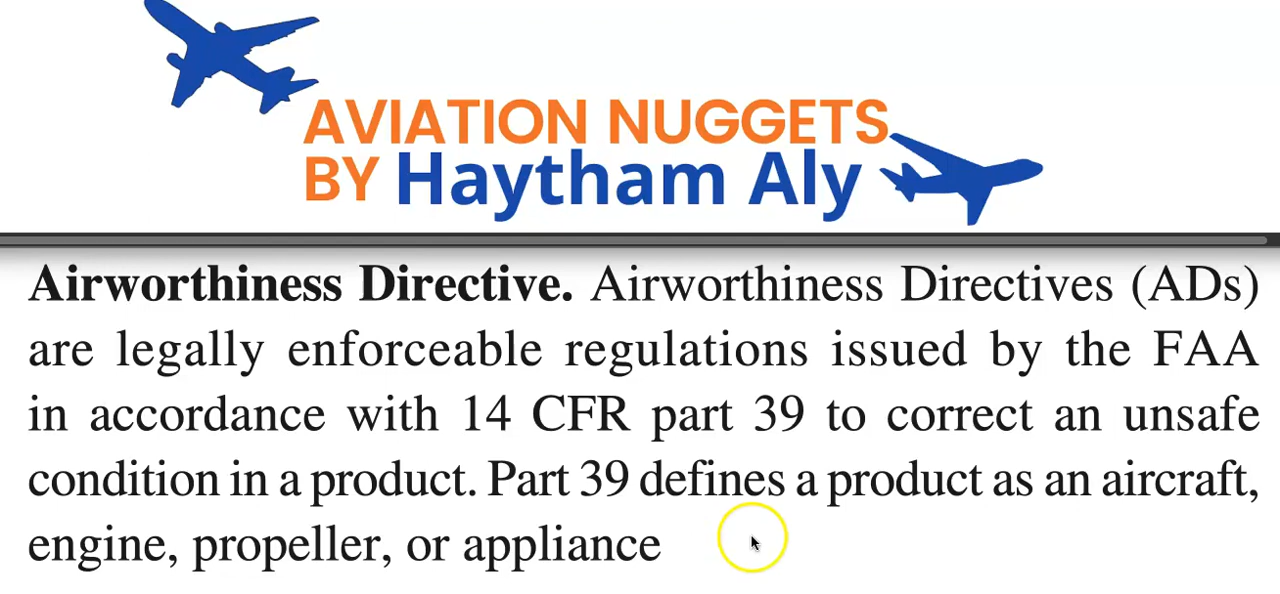 AVIATION NUGGETS
BY Haytham Aly
Airworthiness Directive. Airworthiness Directives (ADs)
are legally enforceable regulations issued by the FAA
in accordance with 14 CFR part 39 to correct an unsafe
condition in a product. Part 39 defines a product as an aircraft,
engine, propeller, or appliance